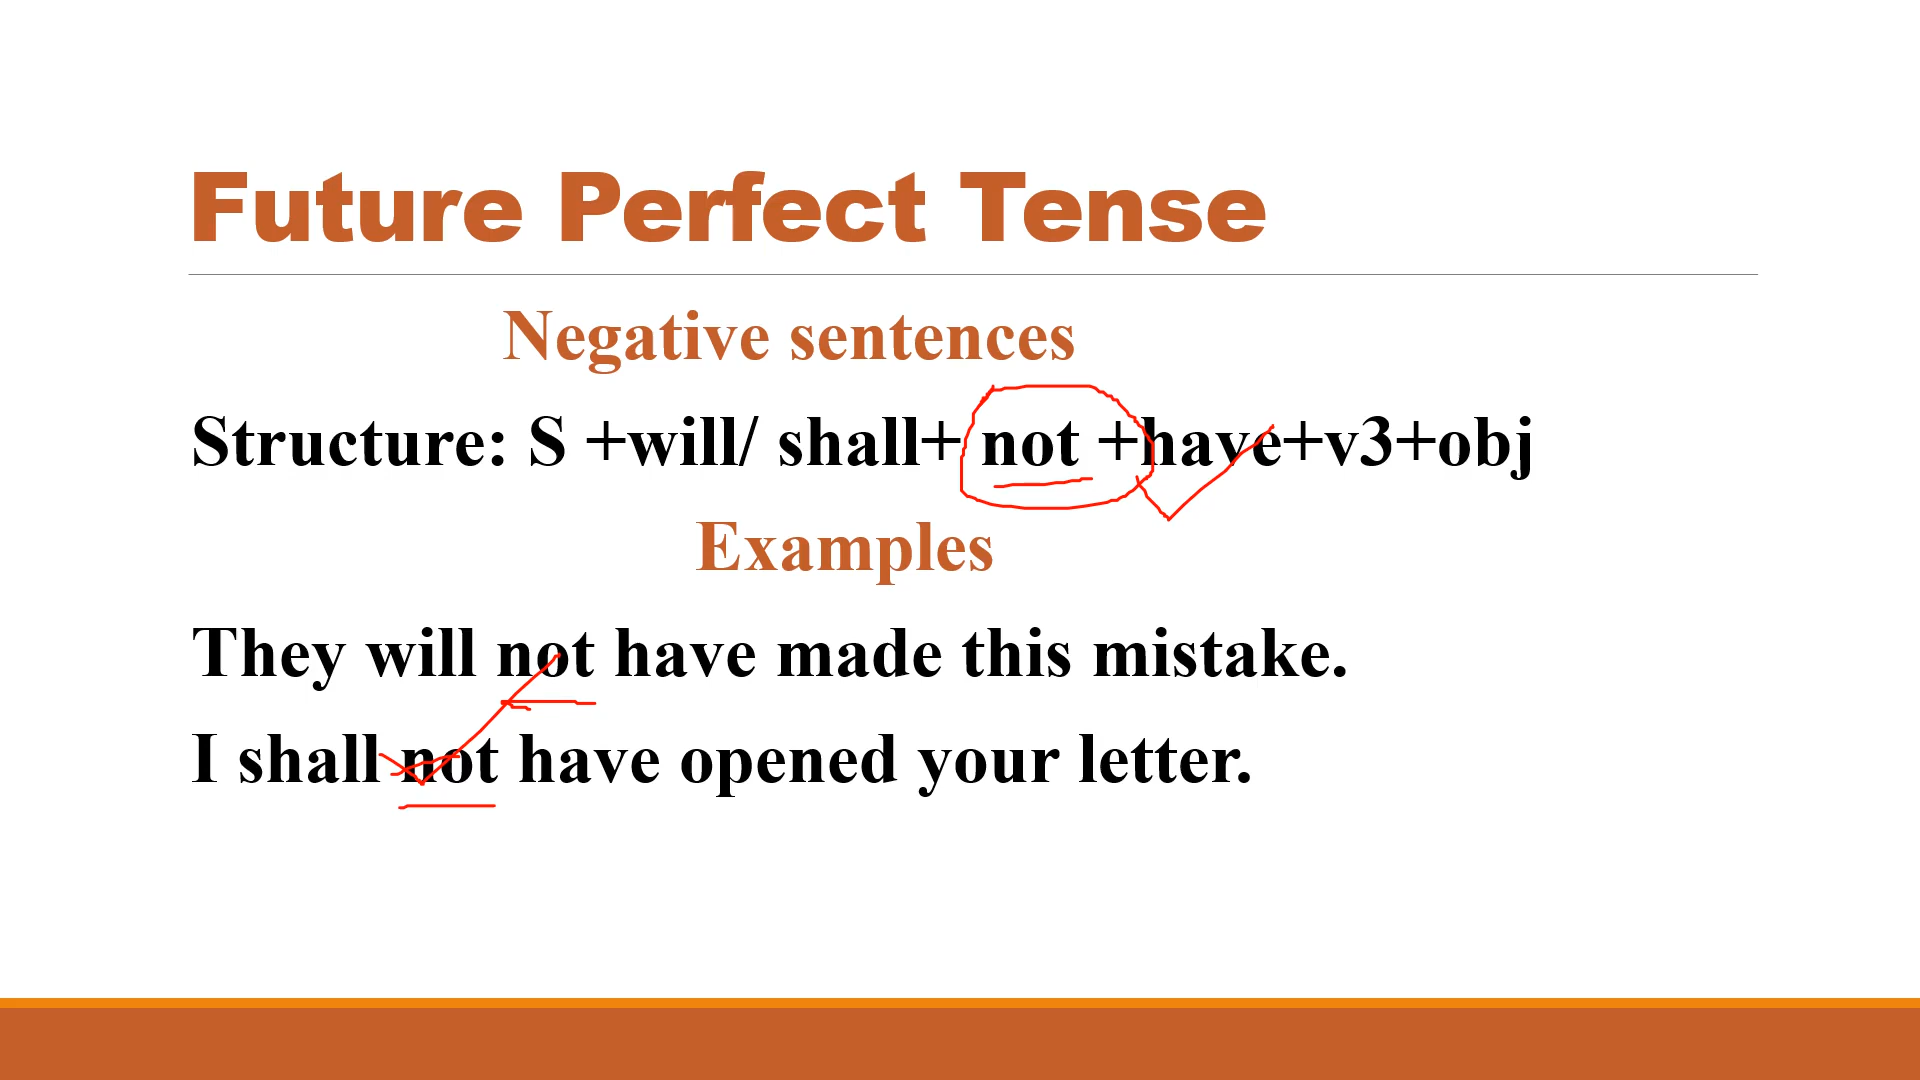 Future Perfect Tense
Negative sentences
Structure: S +will/ shall+ not +have+v3+obj
Examples
They will not have made this mistake.
I shall not have opened your letter.